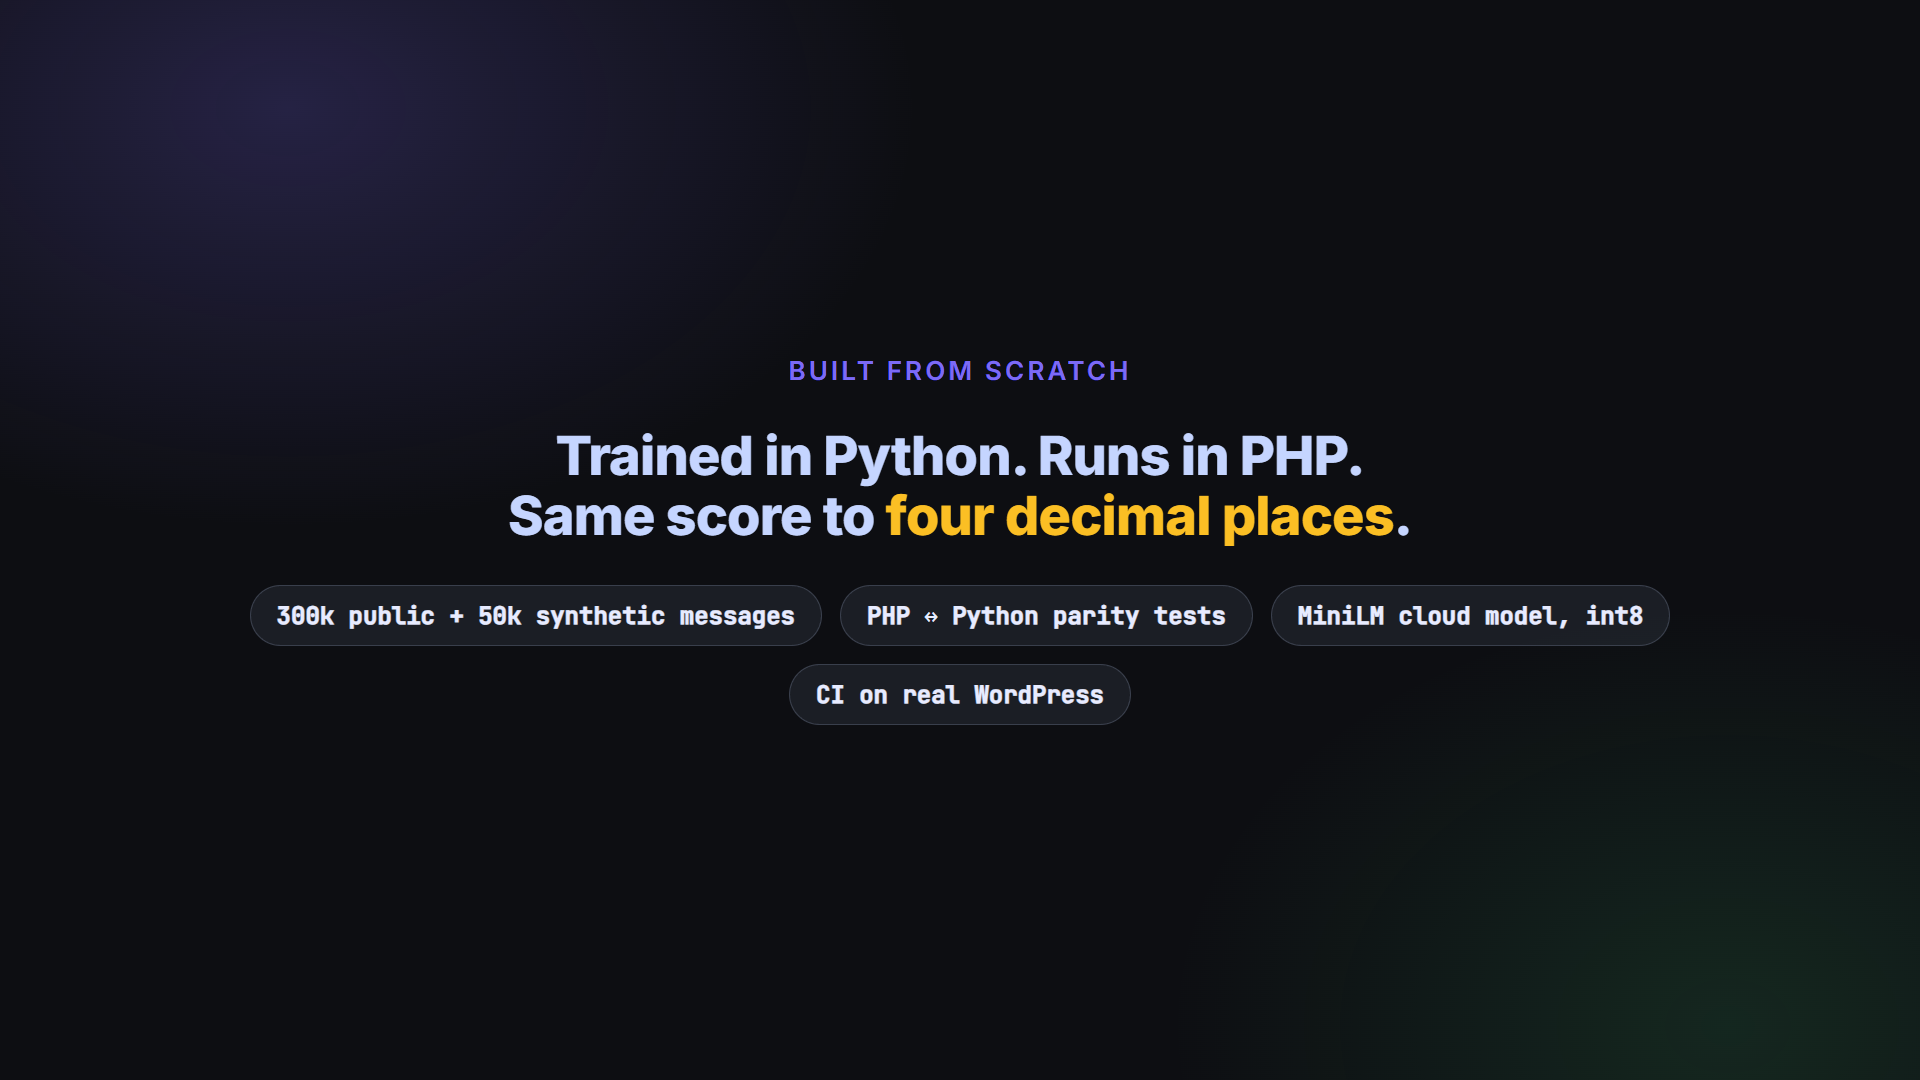 BUILT FROM SCRATCH
Trained in Python. Runs in PHP.
Same score to four decimal places.
300k public + 50k synthetic messages
PHP ↔ Python parity tests
MiniLM cloud model, int8
CI on real WordPress